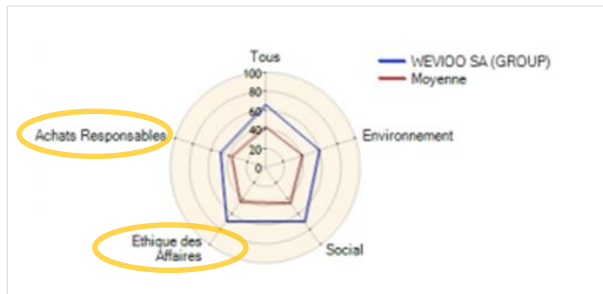 Tous
100
80
60
40
20
0
WEVIOO SA (GROUP)
Moyenne
Achats Responsables
Environnement
Ethique des
Affaires
Social